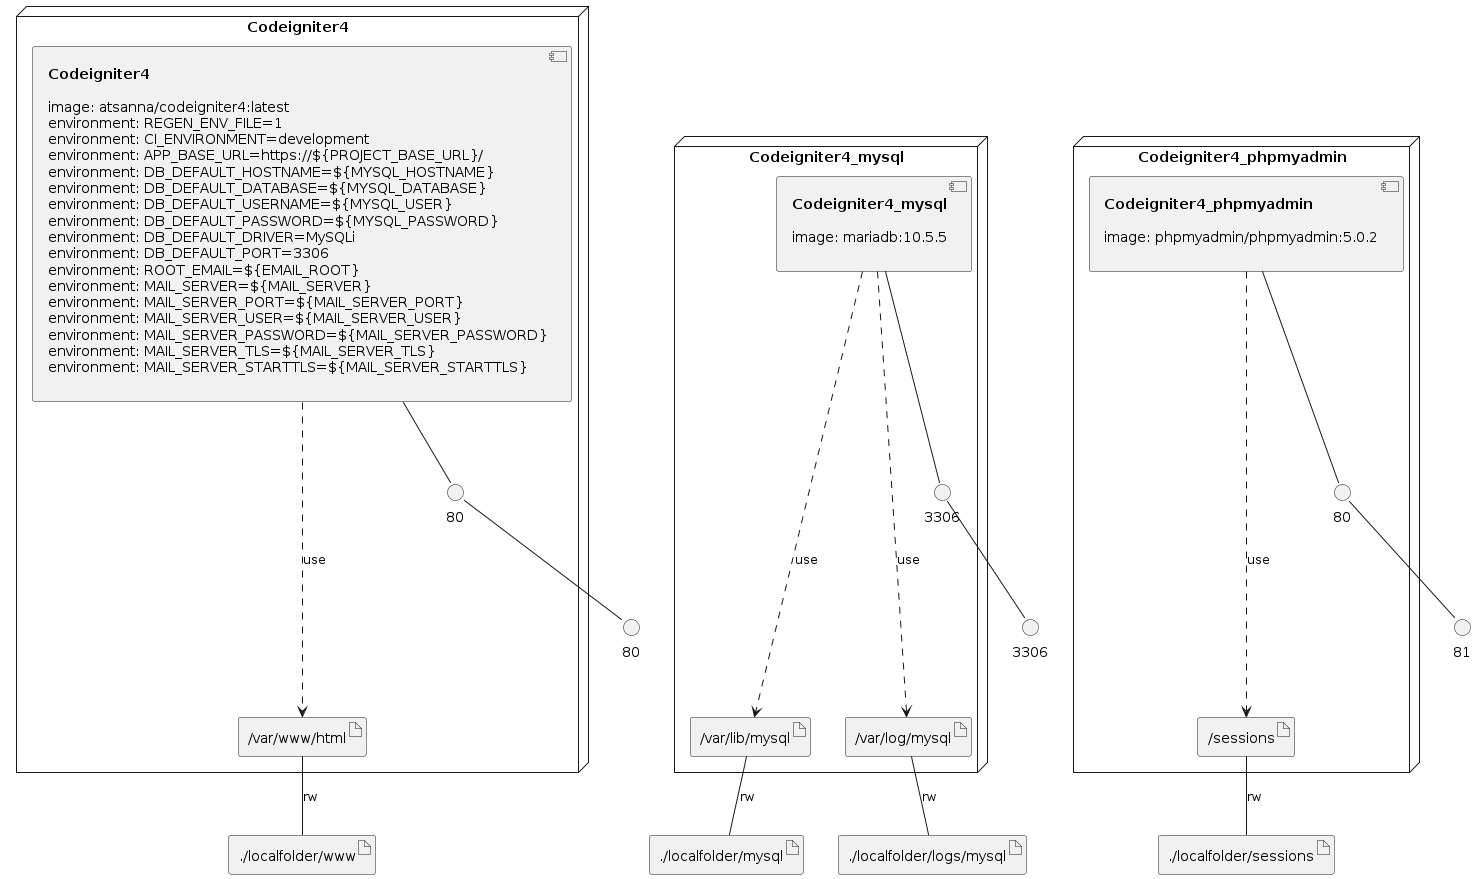 Codeigniter4
Codeigniter4
image: atsanna/codeigniter4:latest
environment: REGEN_ENV_FILE=1
environment: CI_ENVIRONMENT=development
environment: APP_BASE_URL=https://${PROJECT_BASE_URL}/
environment: DB_DEFAULT_HOSTNAME=${MYSQL_HOSTNAME}
environment: DB_DEFAULT_DATABASE=${MYSQL_DATABASE}
environment: DB_DEFAULT_USERNAME=${MYSQL_USER}
environment: DB_DEFAULT_PASSWORD=${MYSQL_PASSWORD}
environment: DB_DEFAULT_DRIVER=MySQLi
environment: DB_DEFAULT_PORT=3306
environment: ROOT_EMAIL=${EMAIL_ROOT}
environment: MAIL_SERVER=${MAIL_SERVER}
environment: MAIL_SERVER_PORT=${MAIL_SERVER_PORT}
environment: MAIL_SERVER_USER=${MAIL_SERVER_USER}
environment: MAIL_SERVER_PASSWORD=${MAIL_SERVER_PASSWORD}
environment: MAIL_SERVER_TLS=${MAIL_SERVER_TLS}
environment: MAIL_SERVER_STARTTLS=${MAIL_SERVER_STARTTLS}
80
use
80
/var/www/html
rw
./localfolder/www
Codeigniter4_mysql
Codeigniter4_mysql
image: mariadb:10.5.5
3306
use
use
3306
/var/lib/mysql
/var/log/mysql
rw
rw
./localfolder/mysql
./localfolder/logs/mysql
Codeigniter4_phpmyadmin
Codeigniter4_phpmyadmin
image: phpmyadmin/phpmyadmin:5.0.2
80
use
81
/sessions
rw
./localfolder/sessions